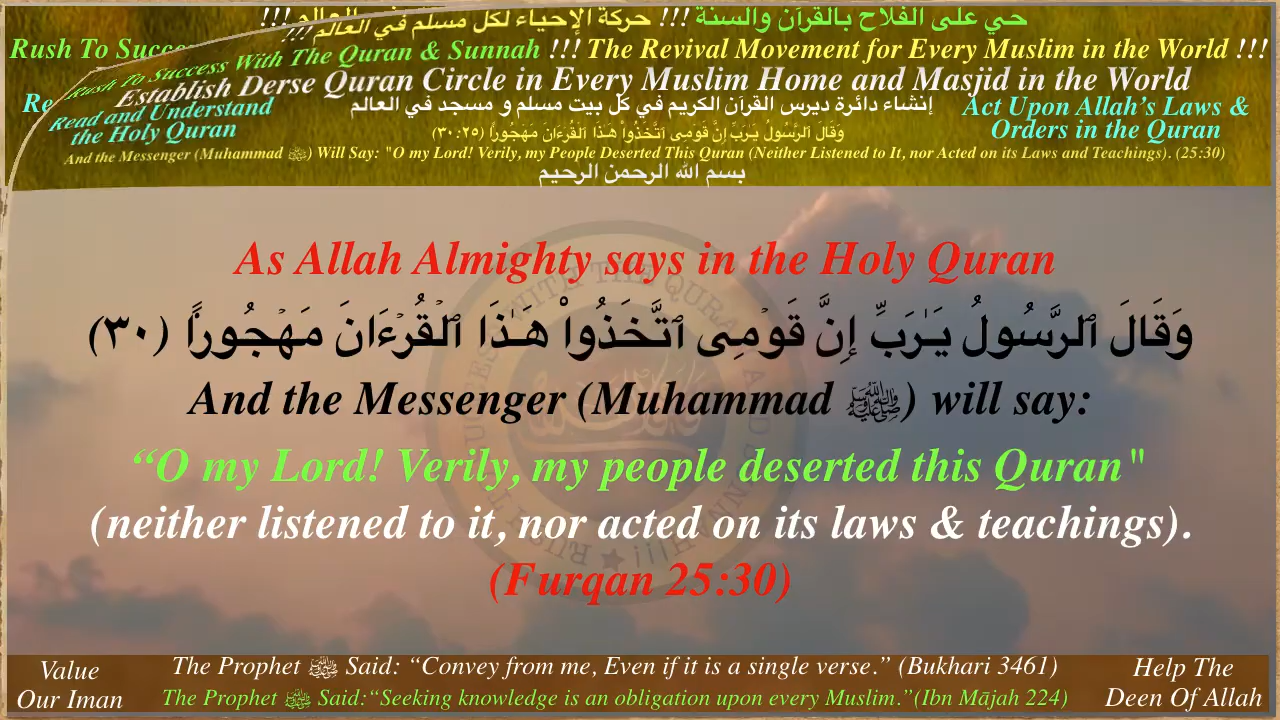 حي على الفلاح بالقرآن والسنة !!! حركة الإحياء لكل مسلم في العالم !!!
Rush To Success With The Quran & Sunnah !!! The Revival Movement for Every Muslim in the World !!!
Establish Derse Quran Circle in Every Muslim Home and Masjid in the World
Read and Understand
the Holy Quran
إنشاء دائرة ديرس القرآن الكريم في كل بيت مسلم و مسجد في العالم
Act Upon Allah’s Laws &
Orders in the Quran
وَقَالَ ٱلرَّسُولُ يَـٰرَبِّ إِنَّ قَوْمِى ٱتَّخَذُوا۟ هَـٰذَا ٱلْقُرْءَانَ مَهْجُورًا (٣٠:٢٥)
And the Messenger (Muhammad ﷺ) Will Say: "O my Lord! Verily, my People Deserted This Quran (Neither Listened to It, nor Acted on its Laws and Teachings). (25:30)
بسم الله الرحمن الرحيم
As Allah Almighty says in the Holy Quran
وَقَالَ ٱلرَّسُولُ يَـٰرَبِّ إِنَّ قَوْمِى ٱتَّخَذُوا۟ هَـٰذَا ٱلْقُرْءَانَ مَهْجُورًا (٣٠)
And the Messenger (Muhammad ﷺ) will say:
“O my Lord! Verily, my people deserted this Quran"
(neither listened to it, nor acted on its laws & teachings).
(Furqan 25:30)
Value
Our Iman
The Prophet ﷺ Said: “Convey from me, Even if it is a single verse.” (Bukhari 3461)
The Prophet ﷺ Said:“Seeking knowledge is an obligation upon every Muslim.”(Ibn Mājah 224)
Help The
Deen Of Allah